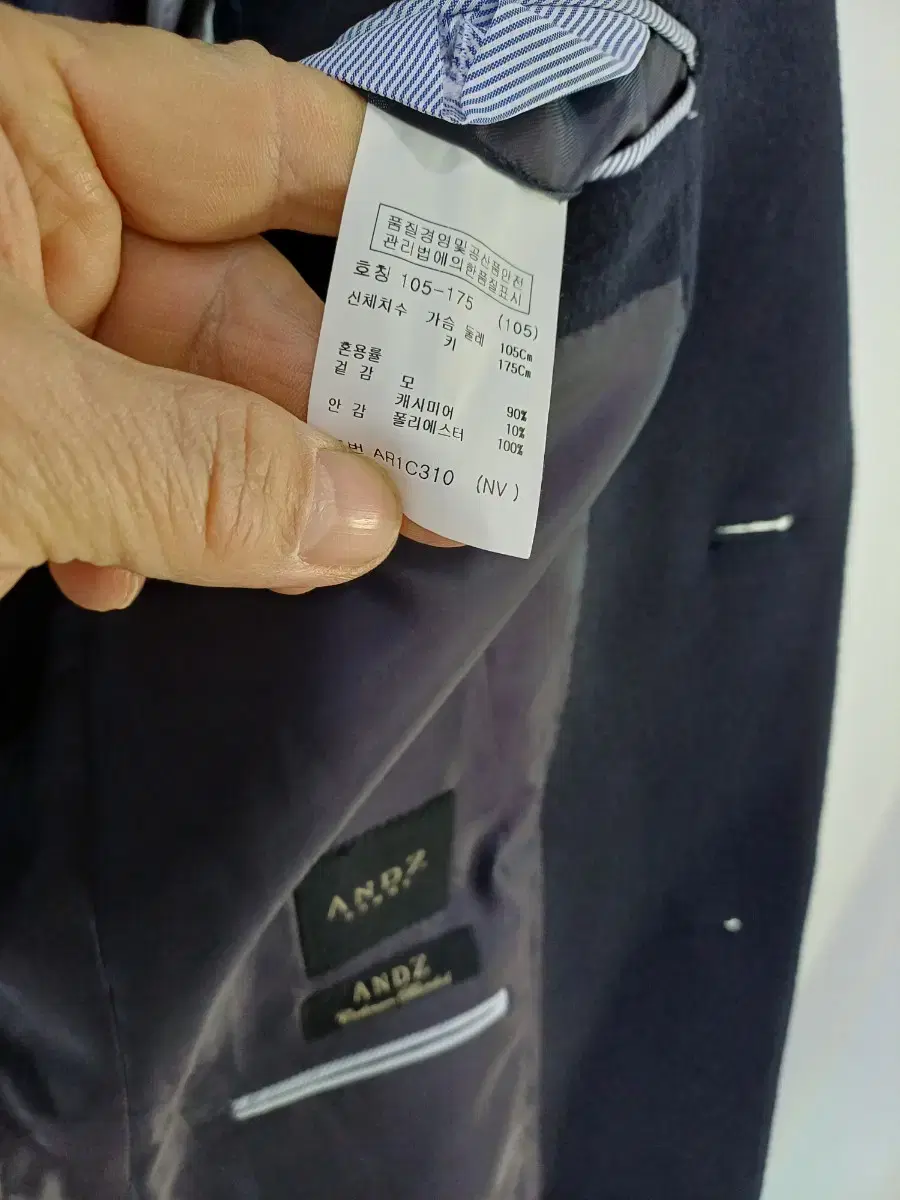 품질경영및공산품안전
관리법에의한품질표시
호칭 105-175 (105)
신체치수 가슴 둘레 105Cm
키 175Cm
혼용률
겉 감 모 90%
캐시미어 10%
안 감 폴리에스터 100%
AR1C310 (NV)
ANDZ
ANDZ